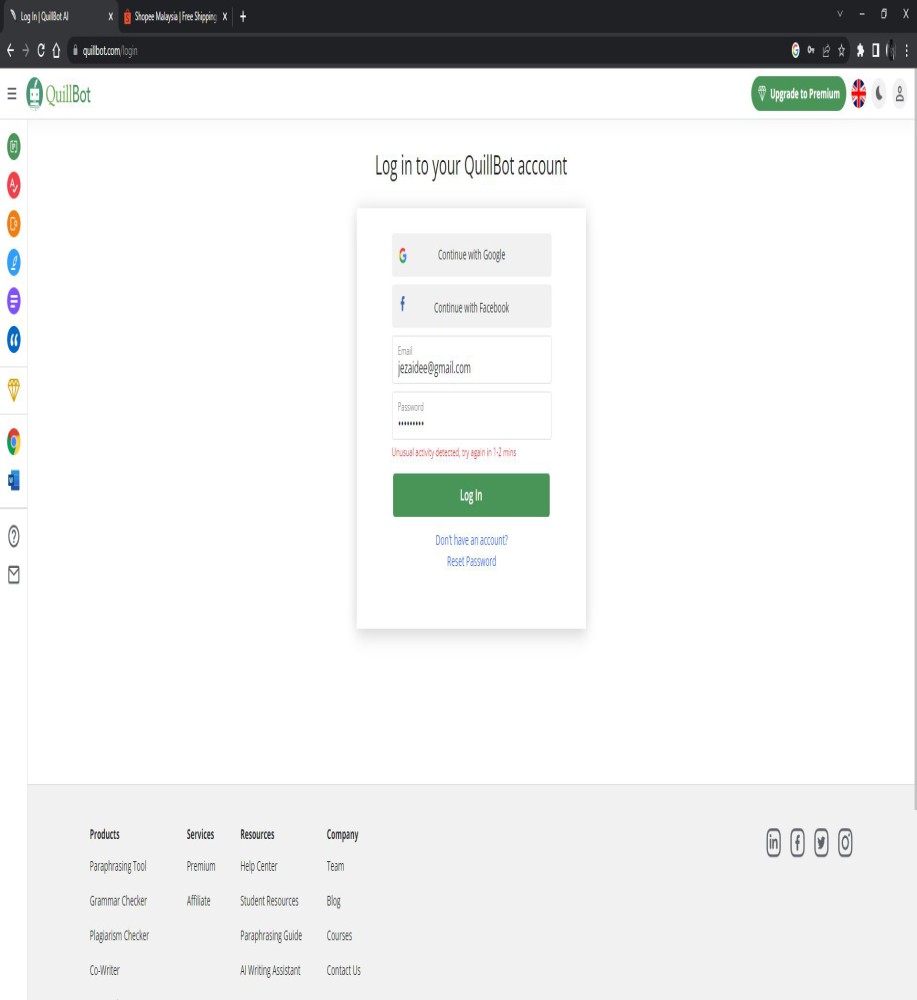 Log In | QuillBot AI
Shopee Malaysia | Free Shipping
quillbot.com/login
QuillBot
Upgrade to Premium
Log in to your QuillBot account
Continue with Google
Continue with Facebook
Email
jezaidee@gmail.com
Password
Unusual activity detected, try again in 1-2 mins
Log In
Don't have an account?
Reset Password
Products Services Resources Company
Paraphrasing Tool Premium Help Center Team
Grammar Checker Affiliate Student Resources Blog
Plagiarism Checker Paraphrasing Guide Courses
Co-Writer AI Writing Assistant Contact Us